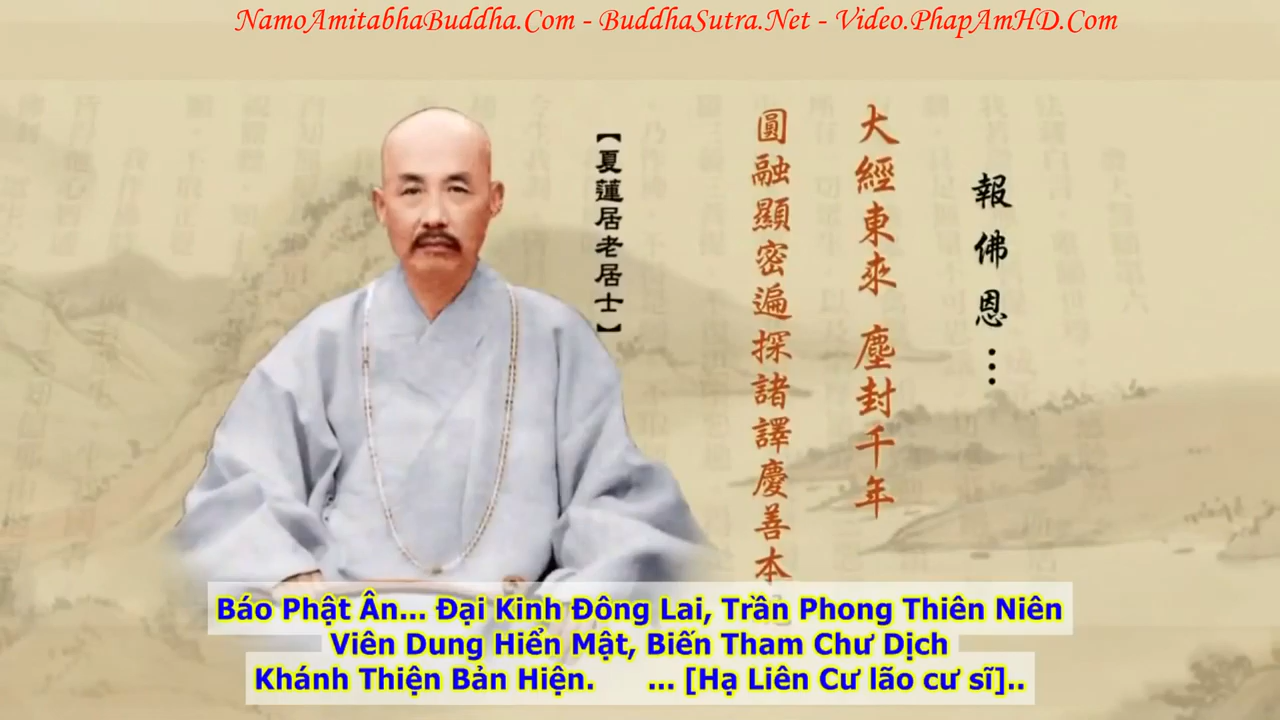 NamoAmitabhaBuddha.Com - BuddhaSutra.Net - Video.PhapAmHD.Com
報佛恩…
大經東來 塵封千年
圓融顯密遍探諸譯慶善本
【夏蓮居老居士】
Báo Phật Ân... Đại Kinh Đông Lai, Trần Phong Thiên Niên
Viên Dung Hiển Mật, Biến Tham Chư Dịch
Khánh Thiện Bản Hiện. ... [Hạ Liên Cư lão cư sĩ]..